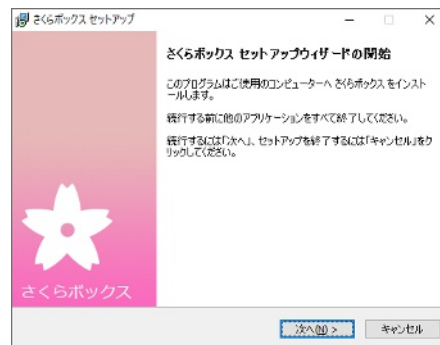 さくらボックス セットアップ
さくらボックス セットアップウィザードの開始
このプログラムはご使用のコンピューターへ さくらボックス をインスト
ールします。
続行する前に他のアプリケーションをすべて終了してください。
続行するには「次へ」、セットアップを終了するには「キャンセル」をク
リックしてください。
さくらボックス
次へ(N) >
キャンセル